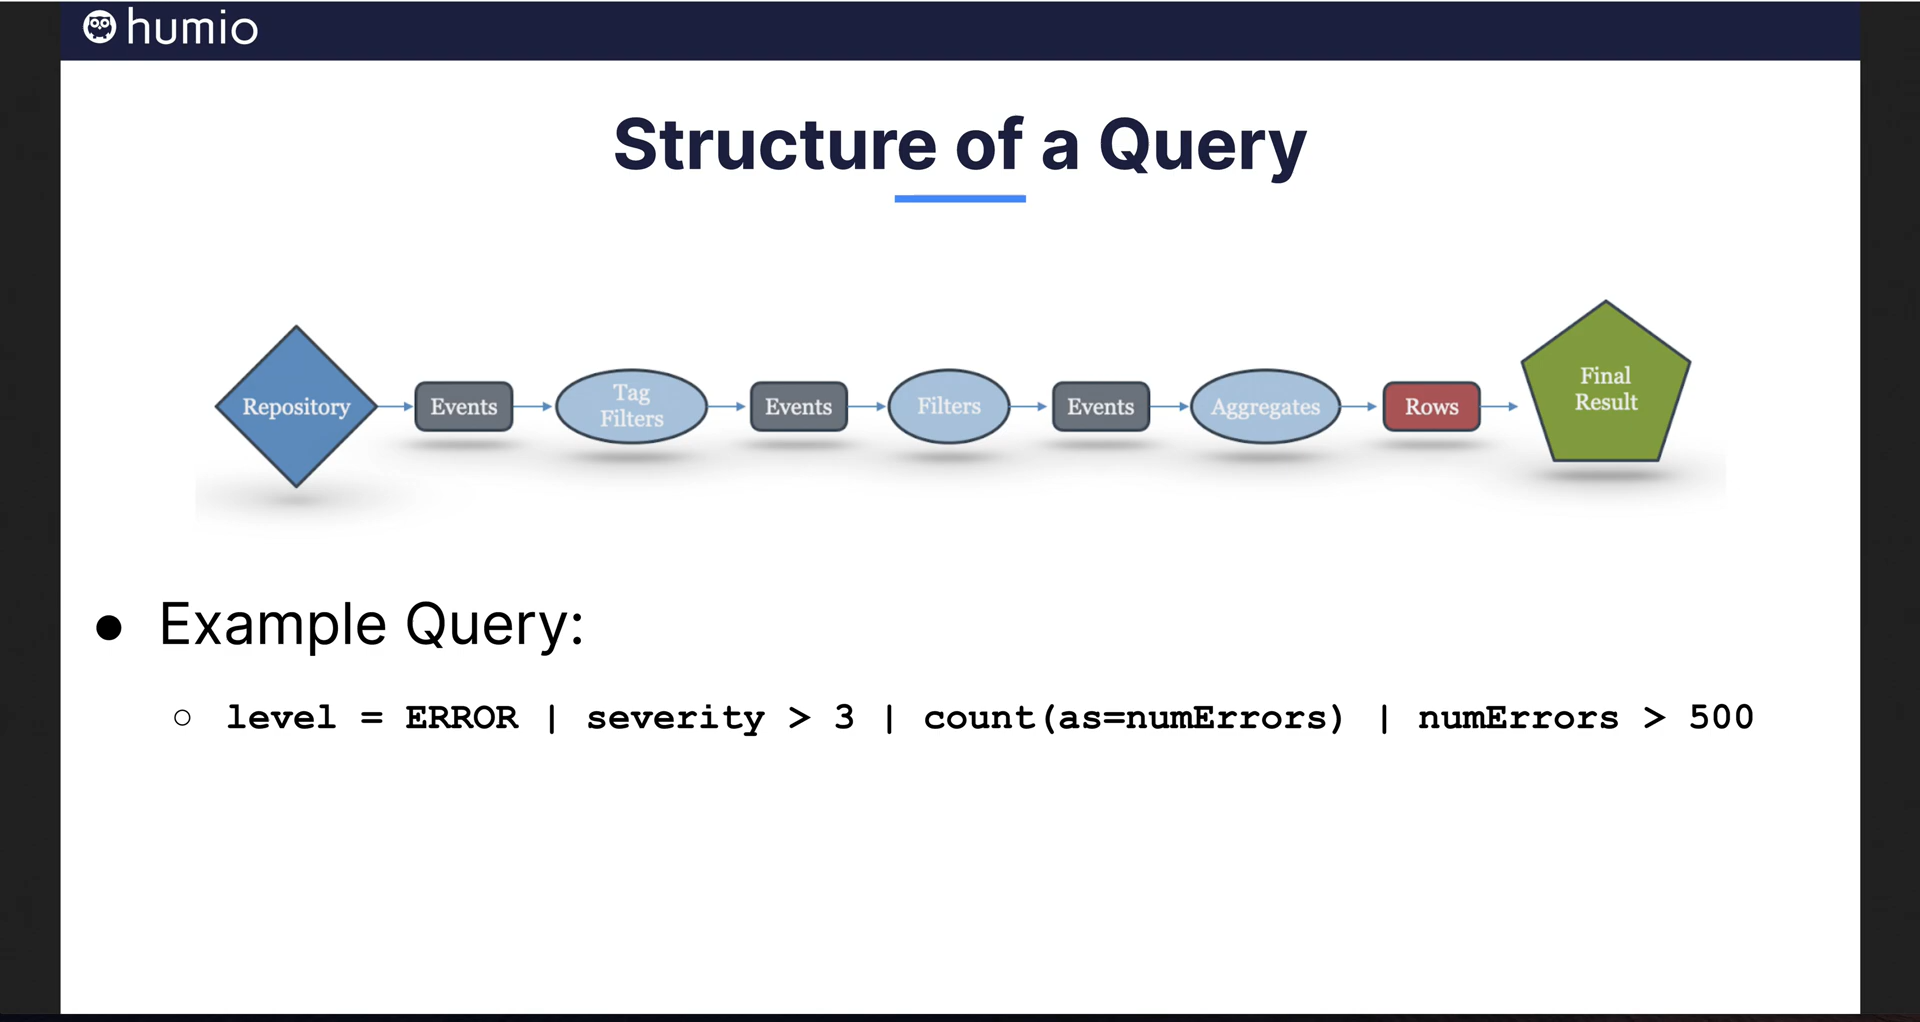 humio
Structure of a Query
Repository
Events
Tag
Filters
Events
Filters
Events
Aggregates
Rows
Final
Result
● Example Query:
○ level = ERROR | severity > 3 | count(as=numErrors) | numErrors > 500